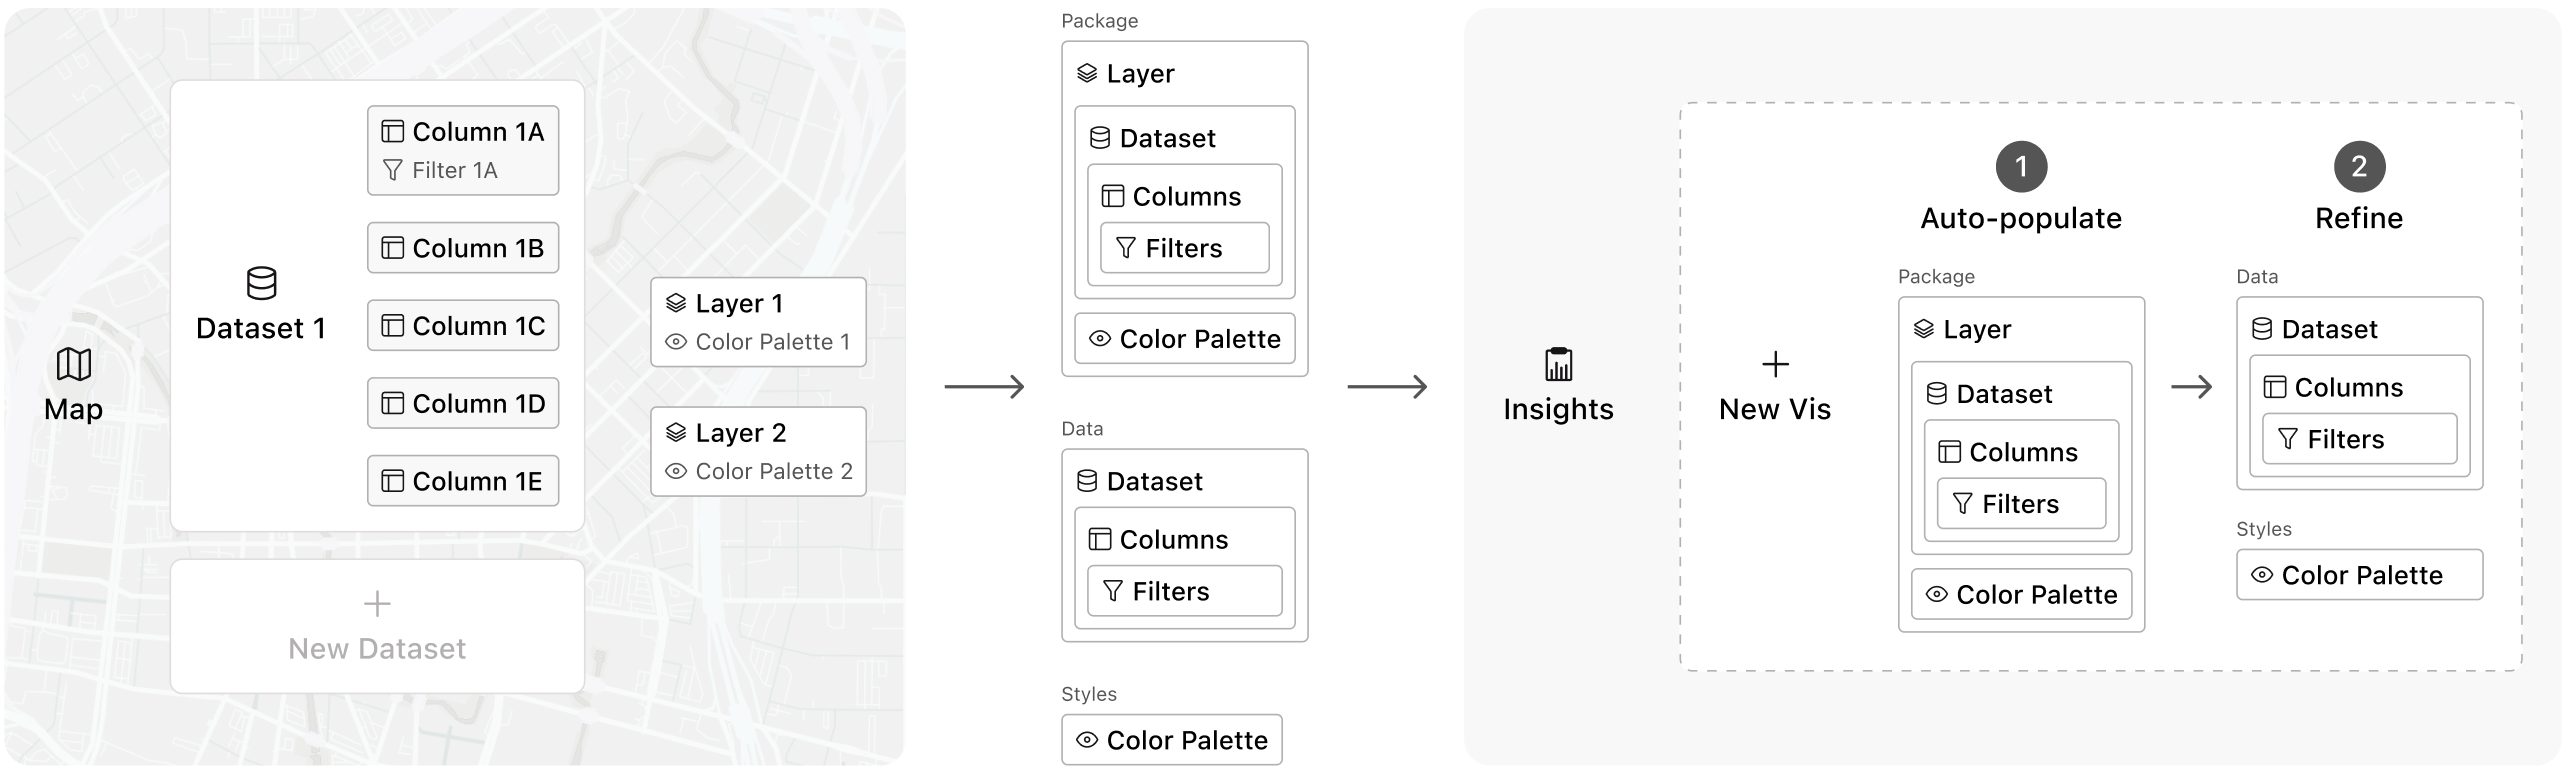 Map
Dataset 1
Column 1A
Filter 1A
Column 1B
Column 1C
Column 1D
Column 1E
New Dataset
Layer 1
Color Palette 1
Layer 2
Color Palette 2
Package
Layer
Dataset
Columns
Filters
Color Palette
Data
Dataset
Columns
Filters
Styles
Color Palette
Insights
New Vis
1
Auto-populate
Package
Layer
Dataset
Columns
Filters
Color Palette
2
Refine
Data
Dataset
Columns
Filters
Styles
Color Palette